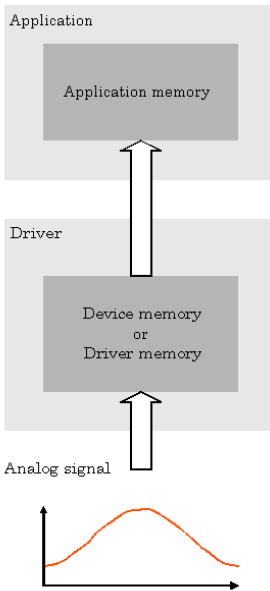 Application
Application memory
Driver
Device memory
or
Driver memory
Analog signal